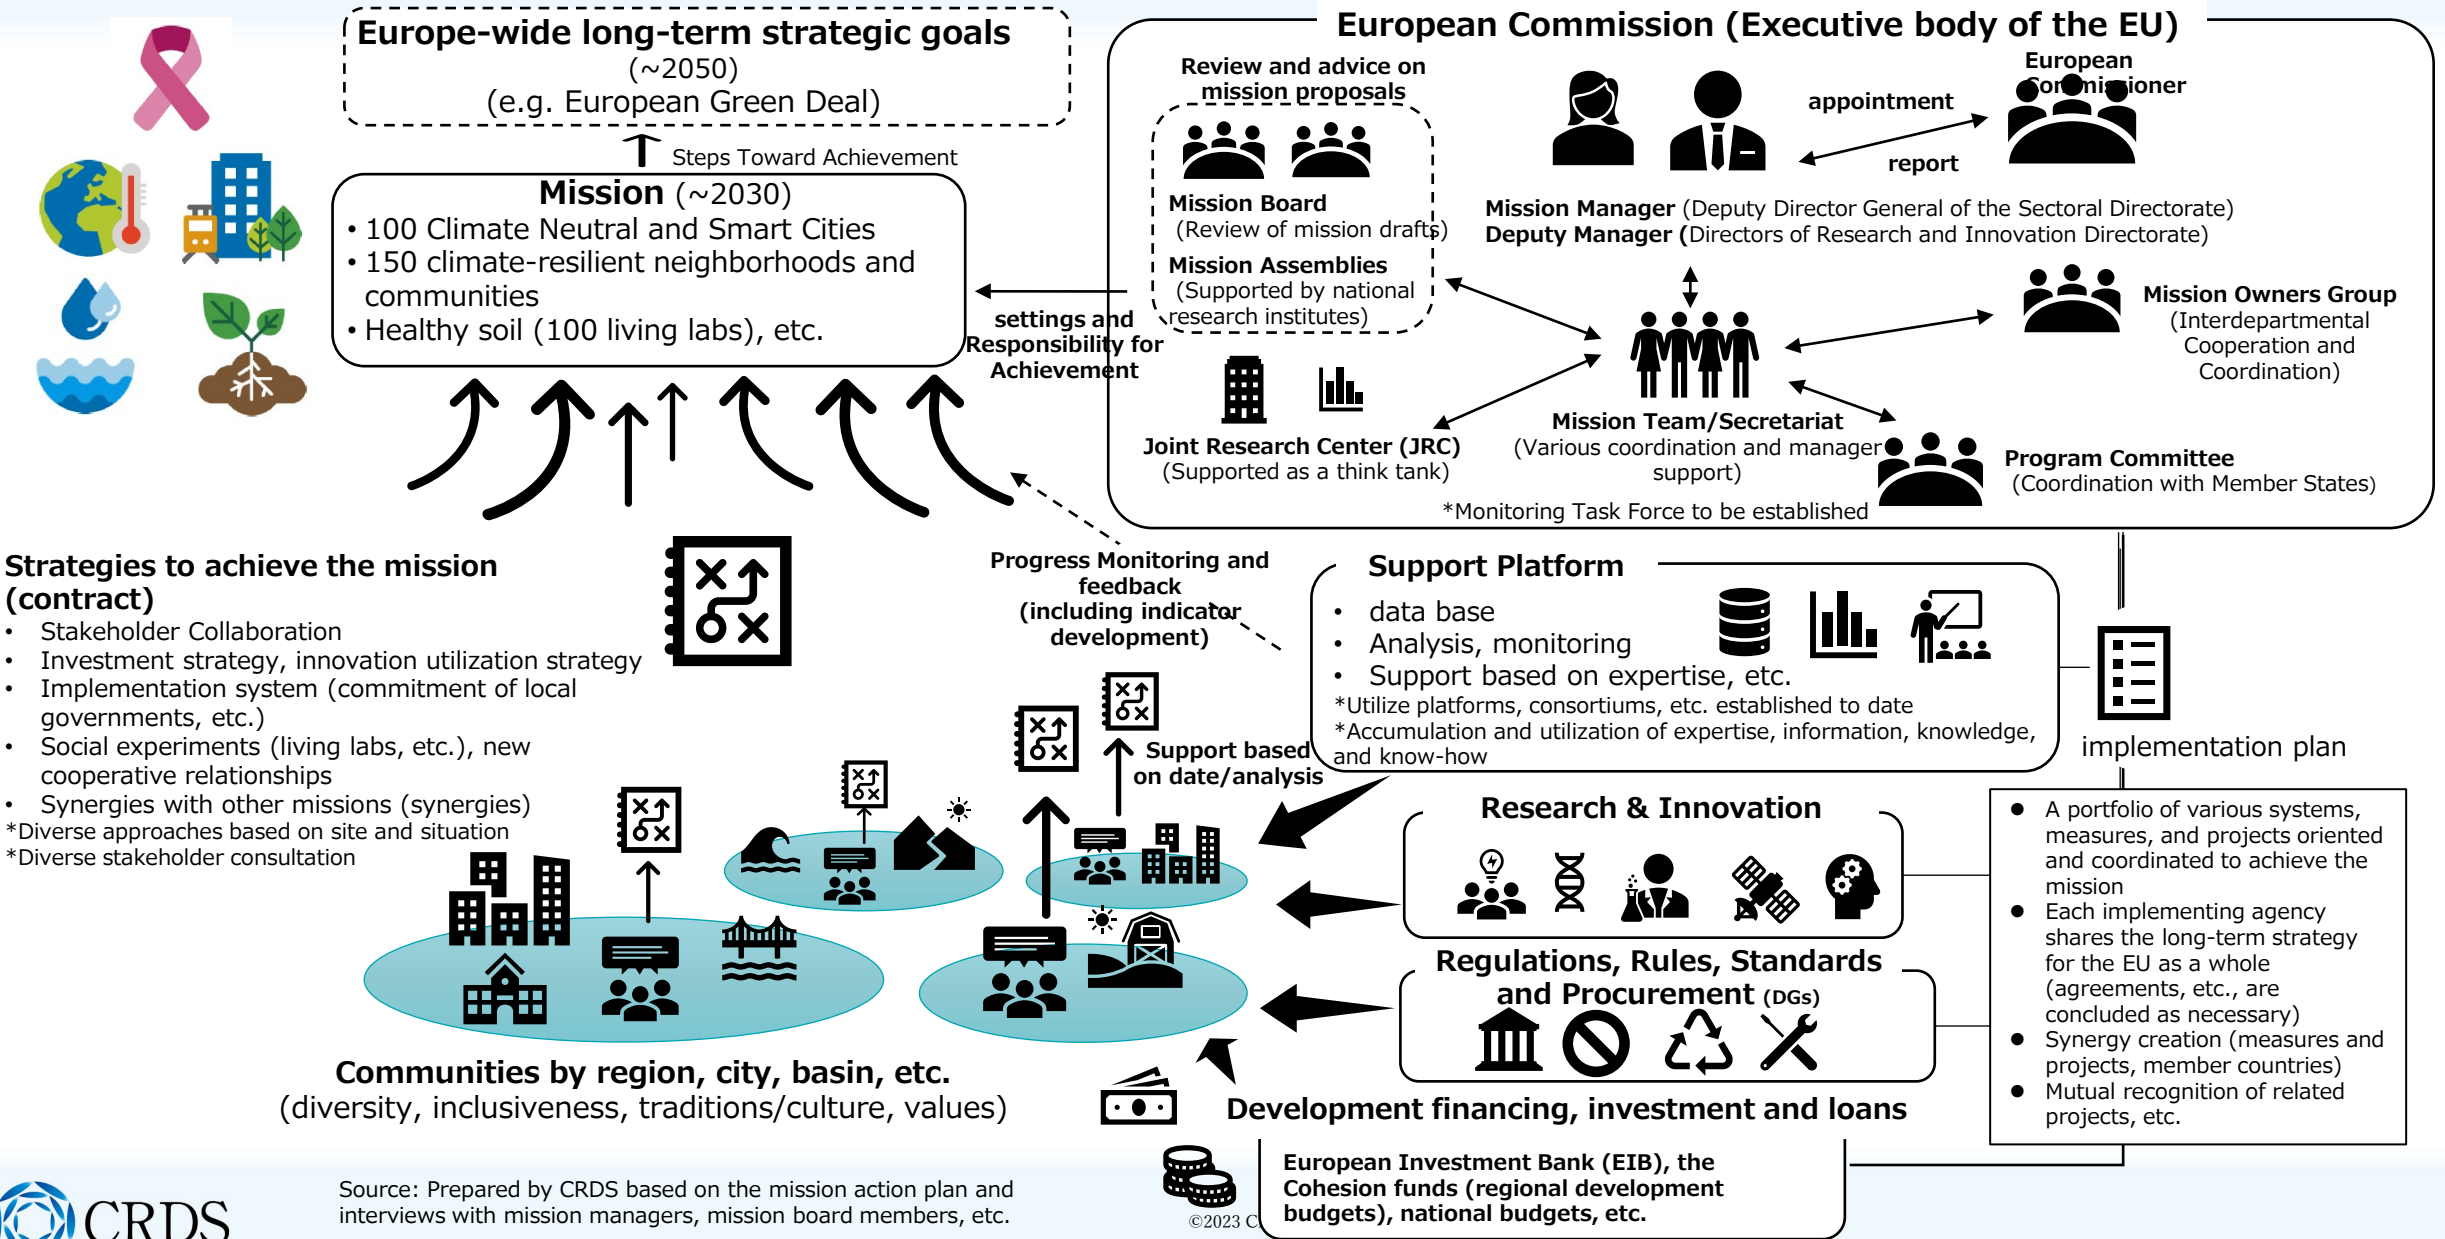 Europe-wide long-term strategic goals
(~2050)
(e.g. European Green Deal)
Steps Toward Achievement
Mission (~2030)
• 100 Climate Neutral and Smart Cities
• 150 climate-resilient neighborhoods and
communities
• Healthy soil (100 living labs), etc.
settings and
Responsibility for
Achievement
European Commission (Executive body of the EU)
Review and advice on
mission proposals
Mission Board
(Review of mission drafts)
Mission Assemblies
(Supported by national
research institutes)
Joint Research Center (JRC)
(Supported as a think tank)
appointment
report
European
Commissioner
Mission Manager (Deputy Director General of the Sectoral Directorate)
Deputy Manager (Directors of Research and Innovation Directorate)
Mission Owners Group
(Interdepartmental
Cooperation and
Coordination)
Mission Team/Secretariat
(Various coordination and manager
support)
Program Committee
(Coordination with Member States)
*Monitoring Task Force to be established
Strategies to achieve the mission
(contract)
• Stakeholder Collaboration
• Investment strategy, innovation utilization strategy
• Implementation system (commitment of local
governments, etc.)
• Social experiments (living labs, etc.), new
cooperative relationships
• Synergies with other missions (synergies)
*Diverse approaches based on site and situation
*Diverse stakeholder consultation
Progress Monitoring and
feedback
(including indicator
development)
Support Platform
• data base
• Analysis, monitoring
• Support based on expertise, etc.
*Utilize platforms, consortiums, etc. established to date
*Accumulation and utilization of expertise, information, knowledge,
and know-how
Support based
on date/analysis
implementation plan
Research & Innovation
Regulations, Rules, Standards
and Procurement (DGs)
● A portfolio of various systems,
measures, and projects oriented
and coordinated to achieve the
mission
● Each implementing agency
shares the long-term strategy
for the EU as a whole
(agreements, etc., are
concluded as necessary)
● Synergy creation (measures and
projects, member countries)
● Mutual recognition of related
projects, etc.
Communities by region, city, basin, etc.
(diversity, inclusiveness, traditions/culture, values)
Development financing, investment and loans
European Investment Bank (EIB), the
Cohesion funds (regional development
budgets), national budgets, etc.
CRDS
Source: Prepared by CRDS based on the mission action plan and
interviews with mission managers, mission board members, etc.
©2023 C